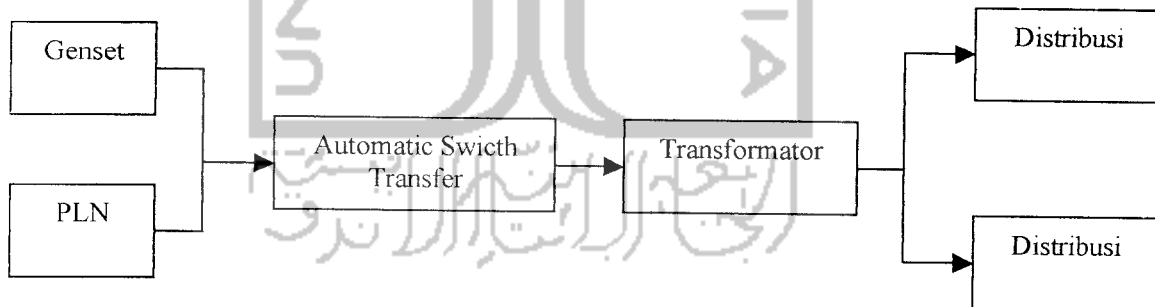 Genset
PLN
Automatic Swicth
Transfer
Transformator
Distribusi
Distribusi